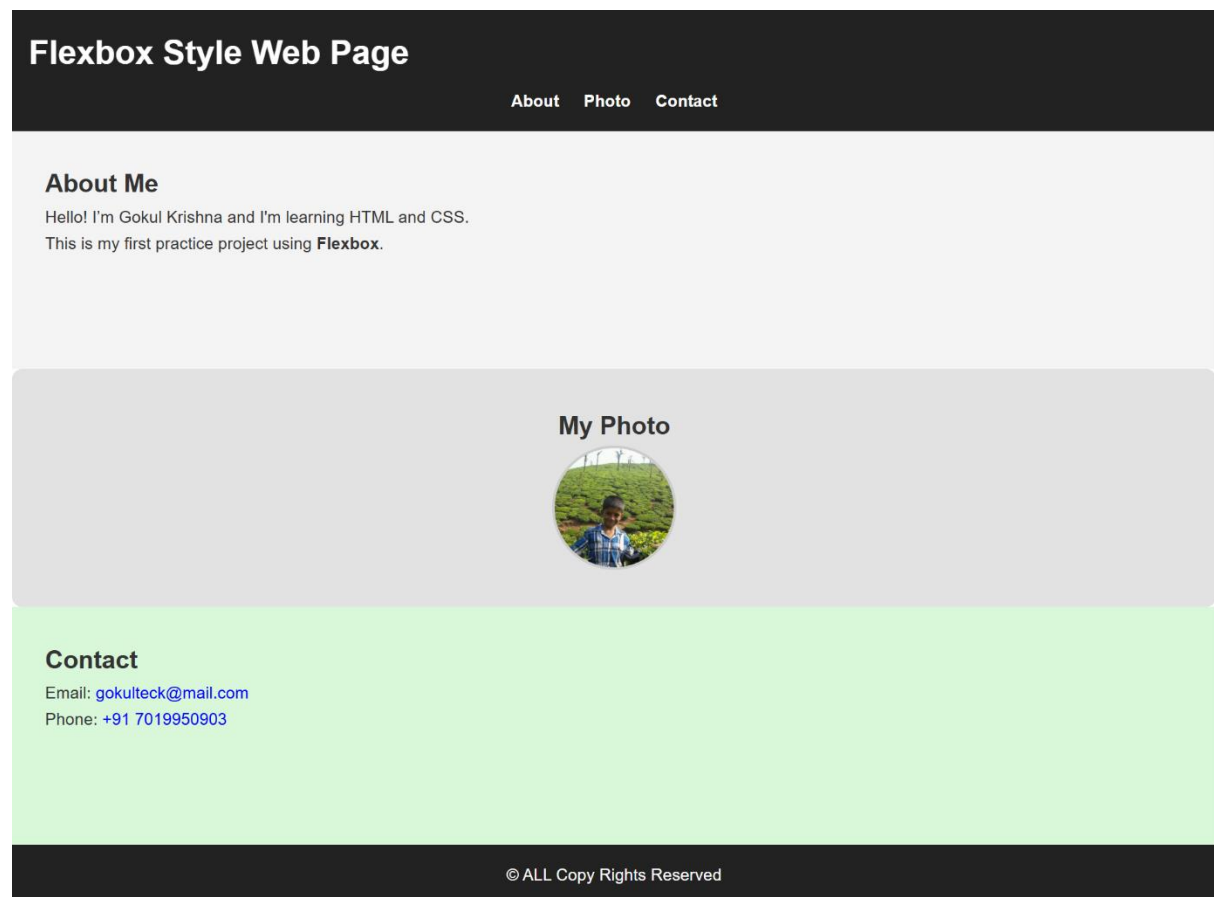 Flexbox Style Web Page
About Photo Contact
About Me
Hello! I'm Gokul Krishna and I'm learning HTML and CSS.
This is my first practice project using Flexbox.
My Photo
Contact
Email: gokulteck@mail.com
Phone: +91 7019950903
© ALL Copy Rights Reserved